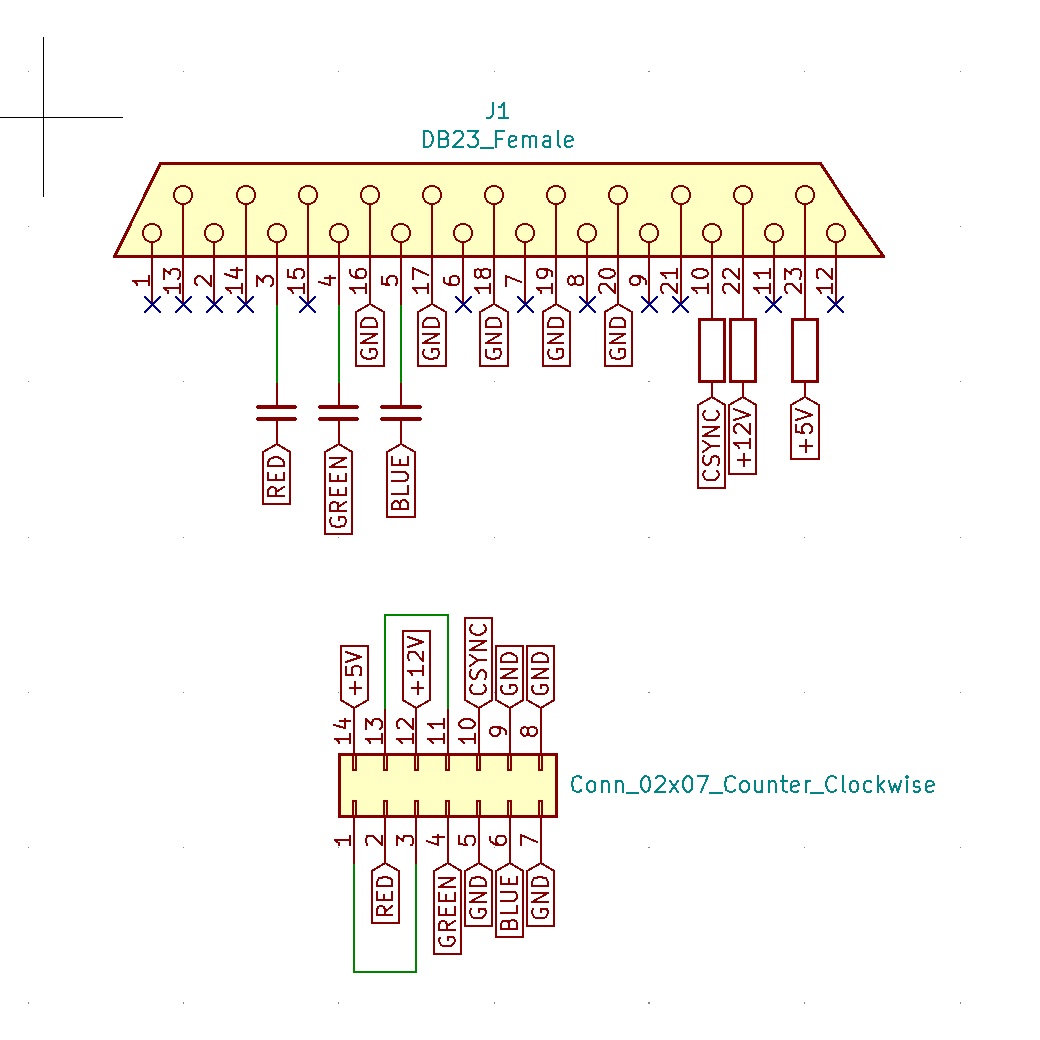 J1
DB23_Female
1 13 2 14 3 15 4 16 5 17 6 18 7 19 8 20 9 21 10 22 11 23 12
GND GND GND GND GND
CSYNC +12V +5V
RED GREEN BLUE
+5V +12V CSYNC GND GND
14 13 12 11 10 9 8
Conn_02x07_Counter_Clockwise
1 2 3 4 5 6 7
RED GREEN GND BLUE GND